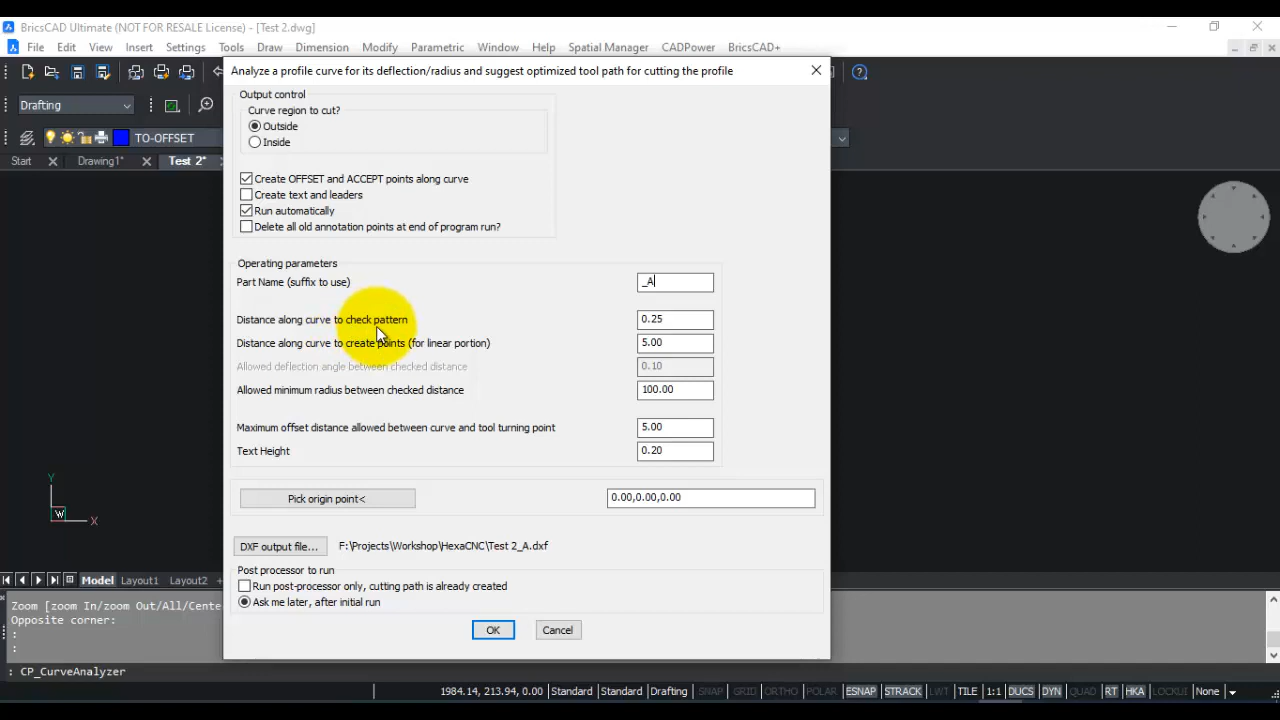 BricsCAD Ultimate (NOT FOR RESALE License) - [Test 2.dwg]
File Edit View Insert Settings Tools Draw Dimension Modify Parametric Window Help Spatial Manager CADPower BricsCAD+
Analyze a profile curve for its deflection/radius and suggest optimized tool path for cutting the profile
Drafting
TO-OFFSET
Start Drawing1* Test 2*
Output control
Curve region to cut?
Outside
Inside
Create OFFSET and ACCEPT points along curve
Create text and leaders
Run automatically
Delete all old annotation points at end of program run?
Operating parameters
Part Name (suffix to use) _A
Distance along curve to check pattern 0.25
Distance along curve to create points (for linear portion) 5.00
Allowed deflection angle between checked distance 0.10
Allowed minimum radius between checked distance 100.00
Maximum offset distance allowed between curve and tool turning point 5.00
Text Height 0.20
Pick origin point< 0.00,0.00,0.00
DXF output file... F:\Projects\Workshop\HexaCNC\Test 2_A.dxf
Post processor to run
Run post-processor only, cutting path is already created
Ask me later, after initial run
OK Cancel
Y
W X
Model Layout1 Layout2 +
Zoom [zoom In/zoom Out/All/Cente
Opposite corner:
:
:
: CP_CurveAnalyzer
1984.14, 213.94, 0.00 Standard Standard Drafting SNAP GRID ORTHO POLAR ESNAP STRACK LWT TILE 1:1 DUCS DYN QUAD RT HKA LOCKUI None